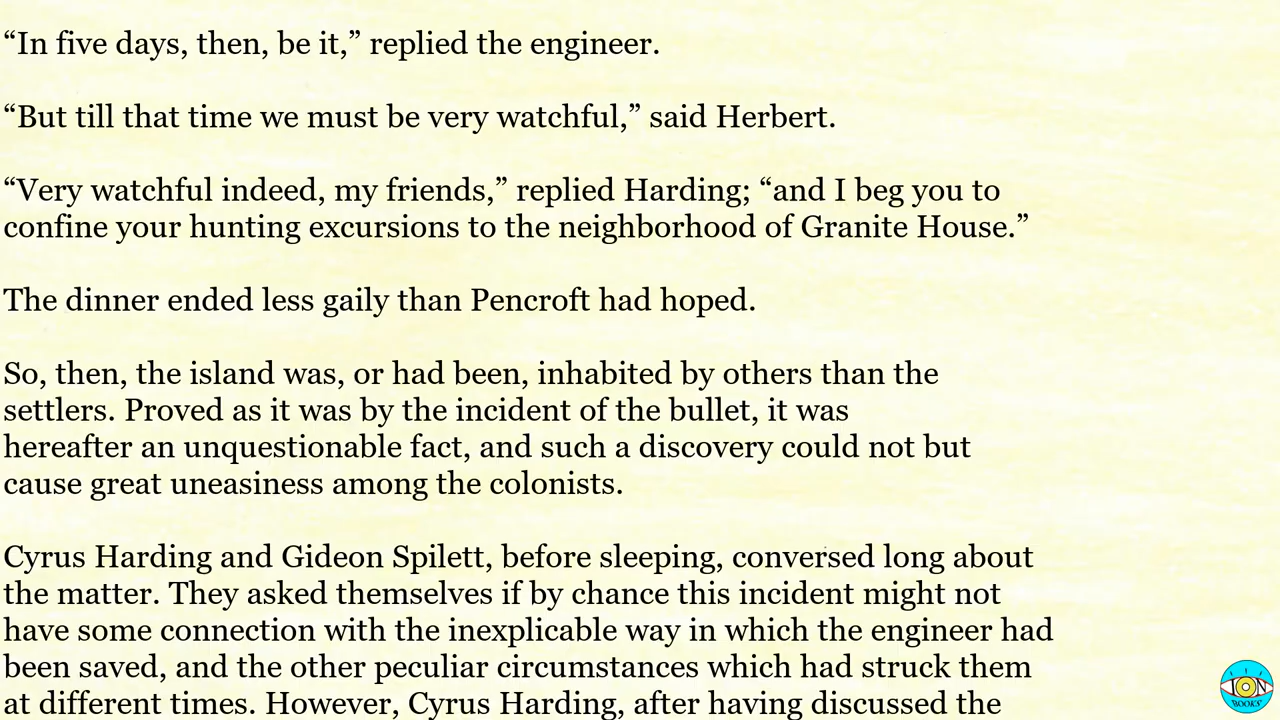 “In five days, then, be it,” replied the engineer.
“But till that time we must be very watchful,” said Herbert.
“Very watchful indeed, my friends,” replied Harding; “and I beg you to
confine your hunting excursions to the neighborhood of Granite House.”
The dinner ended less gaily than Pencroft had hoped.
So, then, the island was, or had been, inhabited by others than the
settlers. Proved as it was by the incident of the bullet, it was
hereafter an unquestionable fact, and such a discovery could not but
cause great uneasiness among the colonists.
Cyrus Harding and Gideon Spilett, before sleeping, conversed long about
the matter. They asked themselves if by chance this incident might not
have some connection with the inexplicable way in which the engineer had
been saved, and the other peculiar circumstances which had struck them
at different times. However, Cyrus Harding, after having discussed the
ION
BOOKS